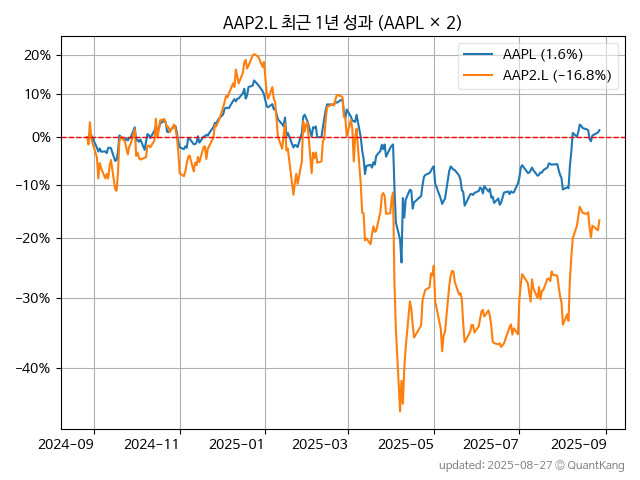 AAP2.L 최근 1년 성과 (AAPL × 2)
AAPL (1.6%)
AAP2.L (−16.8%)
20%
10%
0%
−10%
−20%
−30%
−40%
2024-09 2024-11 2025-01 2025-03 2025-05 2025-07 2025-09
updated: 2025-08-27 © QuantKang